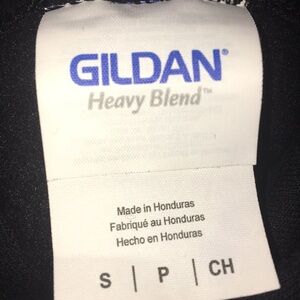 GILDAN®
Heavy Blend™
Made in Honduras
Fabriqué au Honduras
Hecho en Honduras
S | P | CH